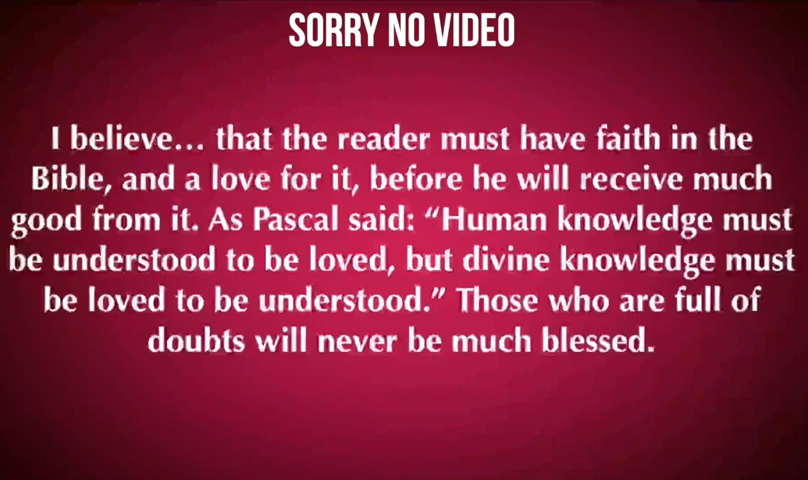 SORRY NO VIDEO
I believe... that the reader must have faith in the
Bible, and a love for it, before he will receive much
good from it. As Pascal said: “Human knowledge must
be understood to be loved, but divine knowledge must
be loved to be understood.” Those who are full of
doubts will never be much blessed.